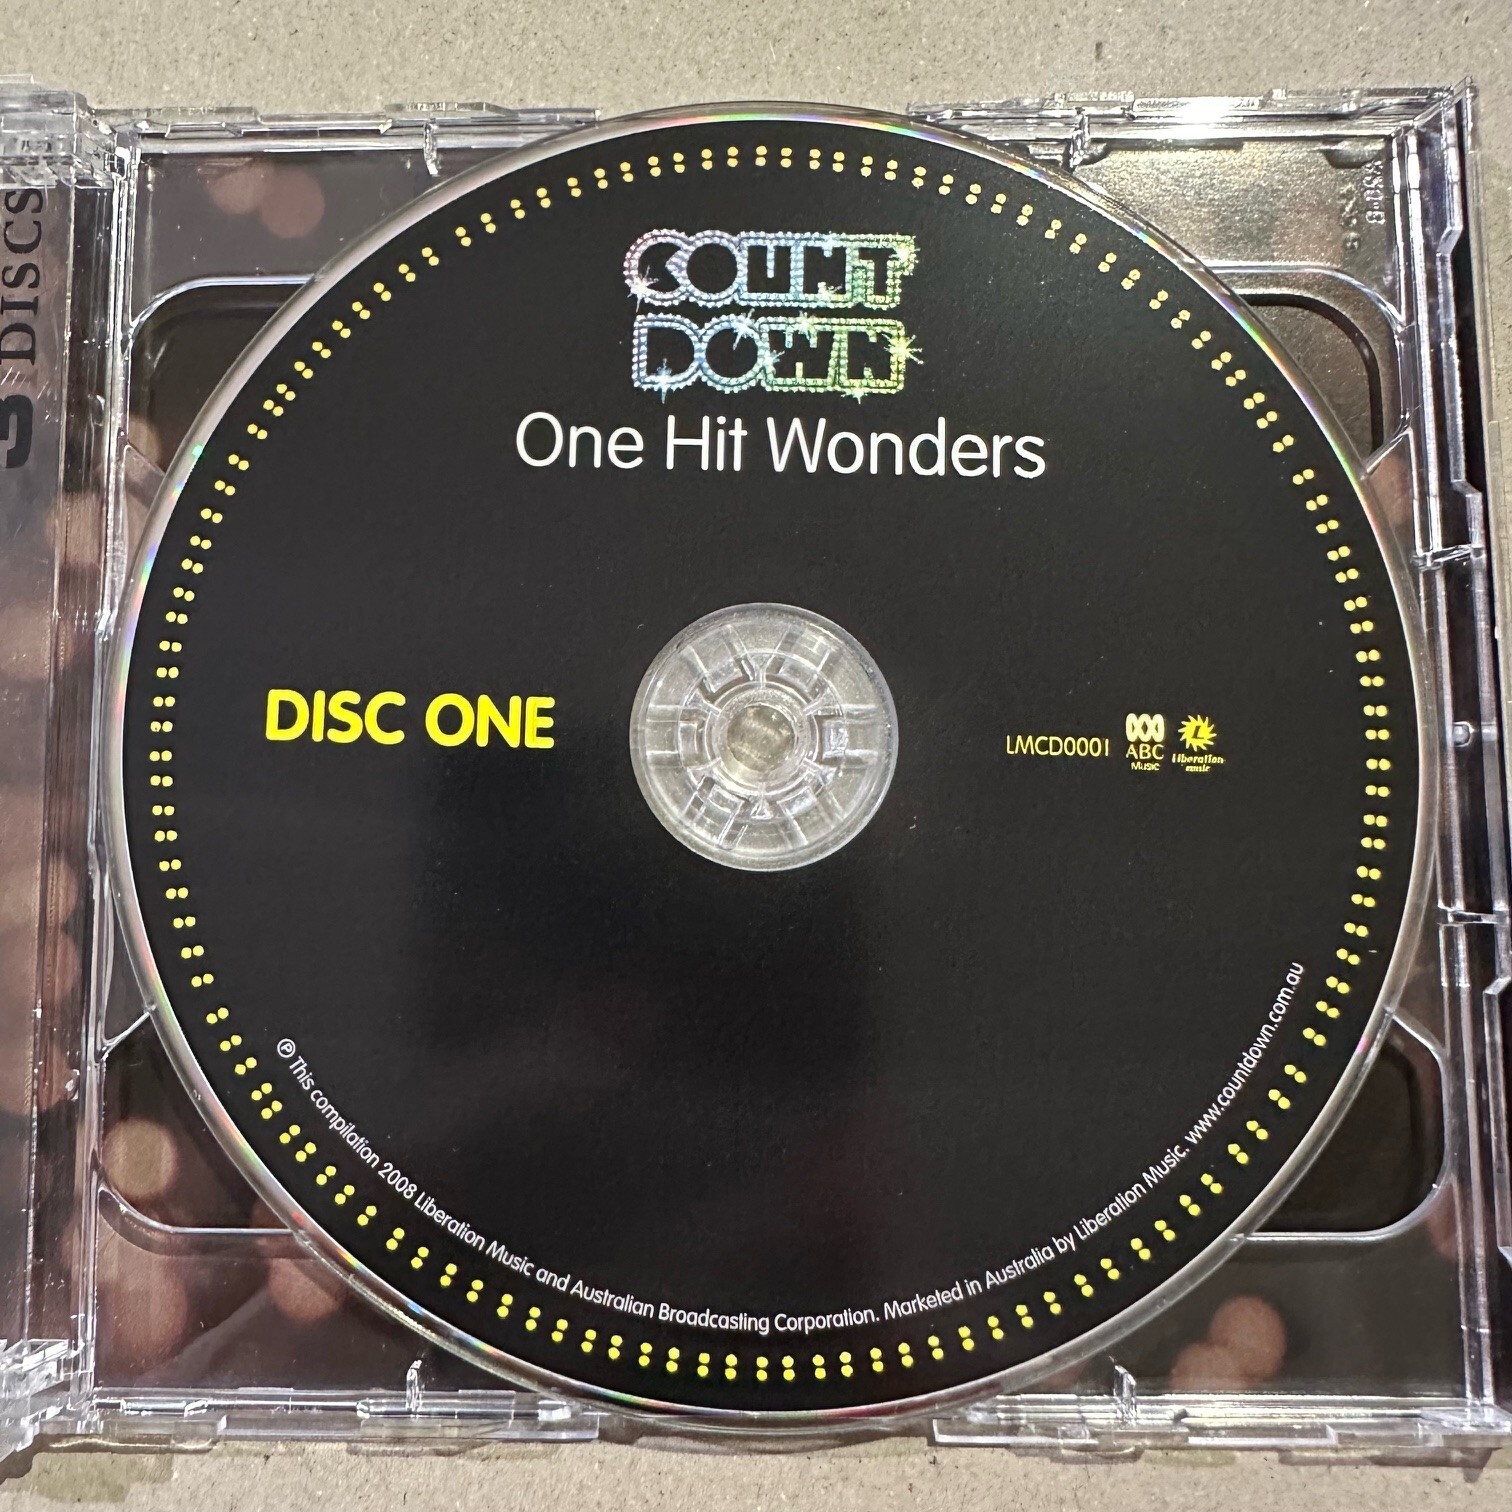 COUNT
DOWN
One Hit Wonders
DISC ONE
LMCD0001
ABC
Music
L
liberation
music
℗ This compilation 2008 Liberation Music and Australian Broadcasting Corporation. Marketed in Australia by Liberation Music. www.countdown.com.au
3 DISCS